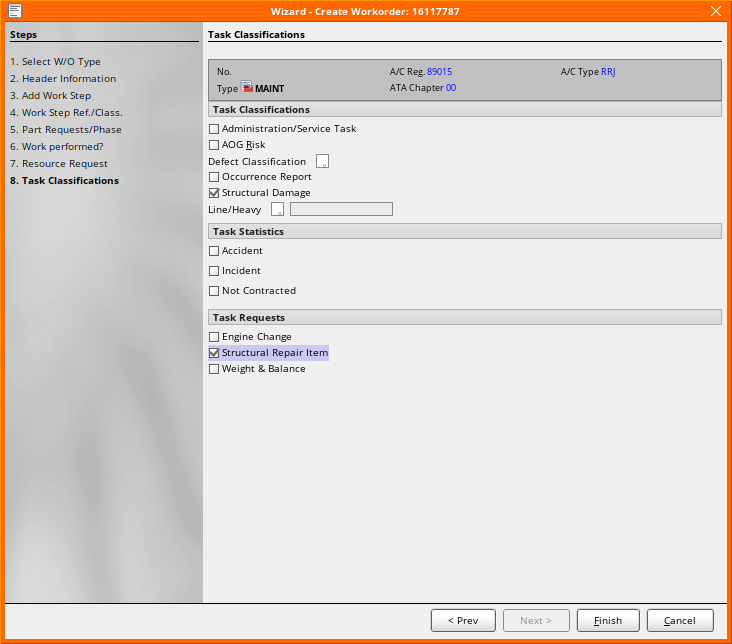 Wizard - Create Workorder: 16117787
Steps
1. Select W/O Type
2. Header Information
3. Add Work Step
4. Work Step Ref./Class.
5. Part Requests/Phase
6. Work performed?
7. Resource Request
8. Task Classifications
Task Classifications
No. A/C Reg. 89015 A/C Type RRJ
Type MAINT ATA Chapter 00
Task Classifications
Administration/Service Task
AOG Risk
Defect Classification
Occurrence Report
Structural Damage
Line/Heavy
Task Statistics
Accident
Incident
Not Contracted
Task Requests
Engine Change
Structural Repair Item
Weight & Balance
< Prev Next > Finish Cancel